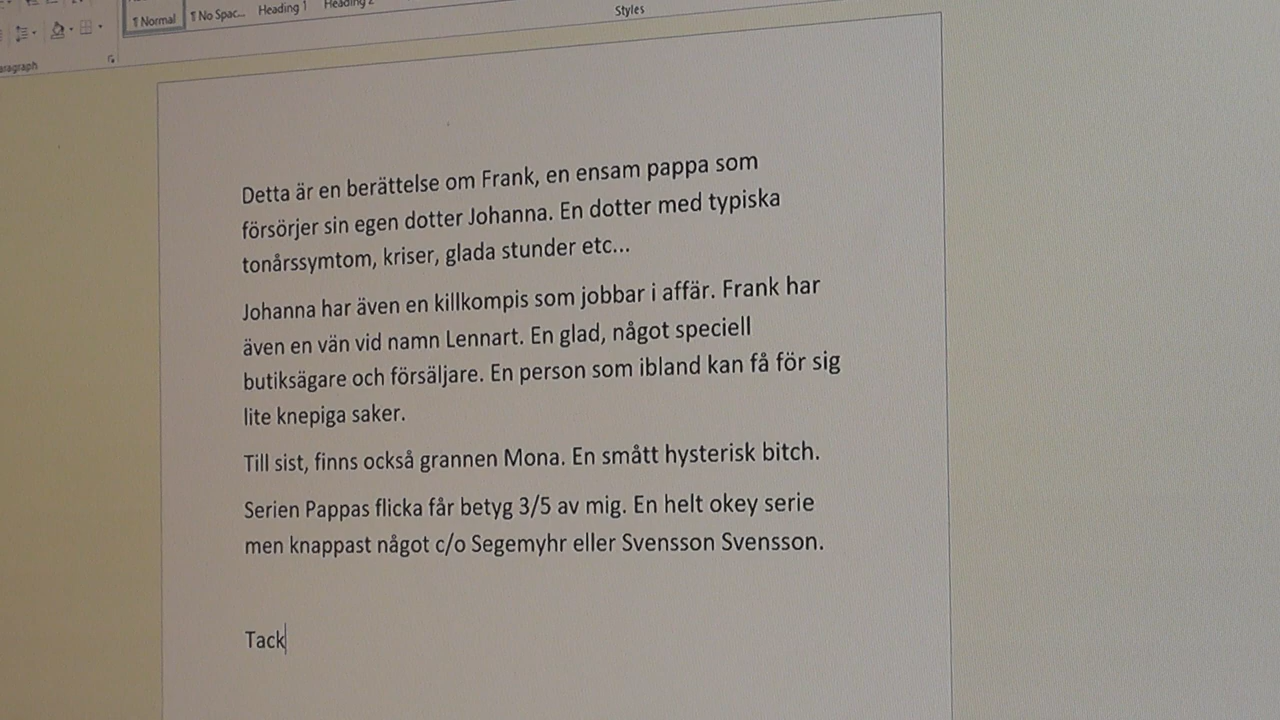 ¶ Normal ¶ No Spac... Heading 1 Heading 2
Styles
Detta är en berättelse om Frank, en ensam pappa som
försörjer sin egen dotter Johanna. En dotter med typiska
tonårssymtom, kriser, glada stunder etc...
Johanna har även en killkompis som jobbar i affär. Frank har
även en vän vid namn Lennart. En glad, något speciell
butiksägare och försäljare. En person som ibland kan få för sig
lite knepiga saker.
Till sist, finns också grannen Mona. En smått hysterisk bitch.
Serien Pappas flicka får betyg 3/5 av mig. En helt okey serie
men knappast något c/o Segemyhr eller Svensson Svensson.
Tack